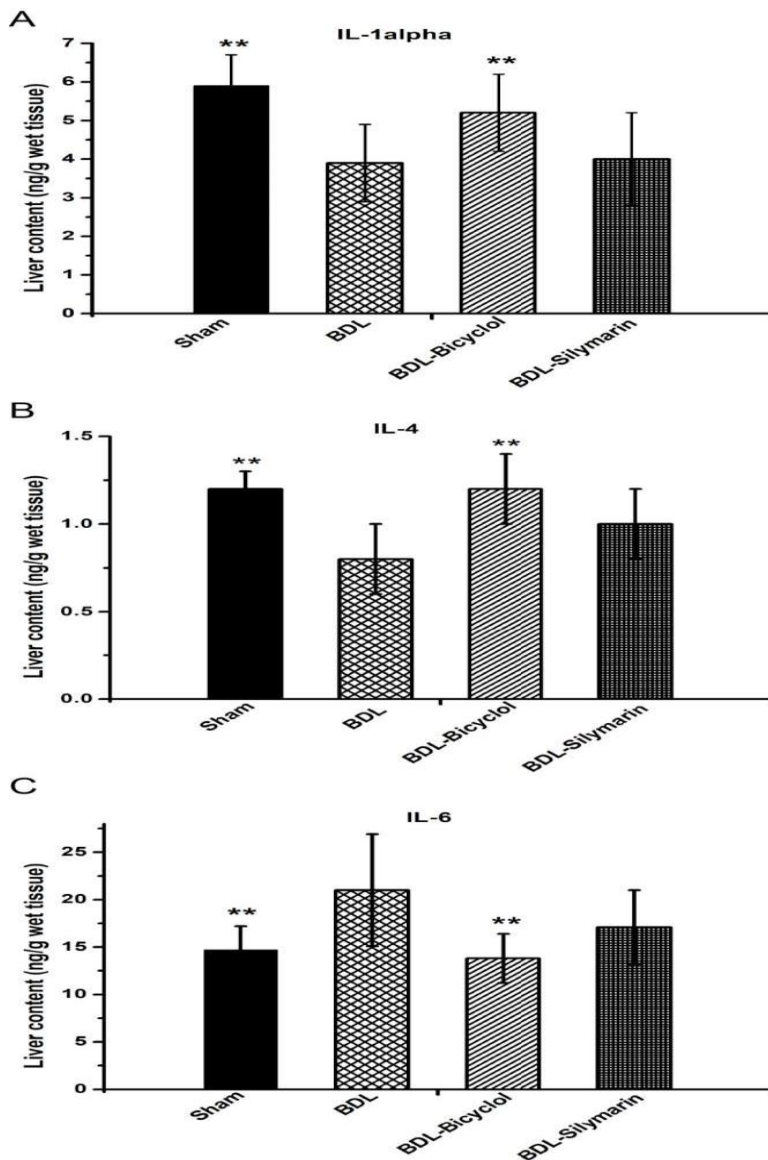 A
IL-1alpha
** **
Liver content (ng/g wet tissue)
7
6
5
4
3
2
1
0
Sham
BDL
BDL-Bicyclol
BDL-Silymarin
B
IL-4
** **
Liver content (ng/g wet tissue)
1.5
1.0
0.5
0.0
Sham
BDL
BDL-Bicyclol
BDL-Silymarin
C
IL-6
** **
Liver content (ng/g wet tissue)
25
20
15
10
5
0
Sham
BDL
BDL-Bicyclol
BDL-Silymarin